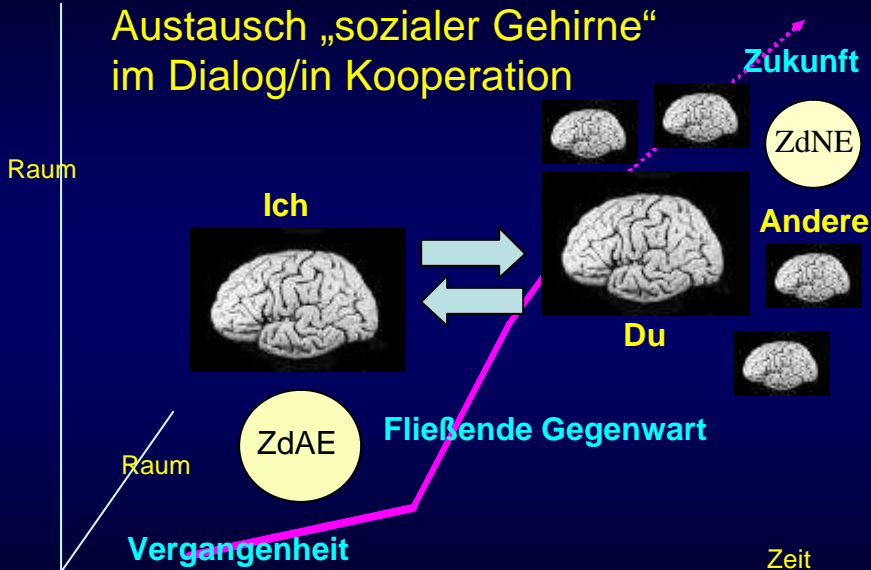 Austausch „sozialer Gehirne“
im Dialog/in Kooperation
Zukunft
ZdNE
Raum
Ich
Andere
Du
Fließende Gegenwart
ZdAE
Raum
Vergangenheit
Zeit